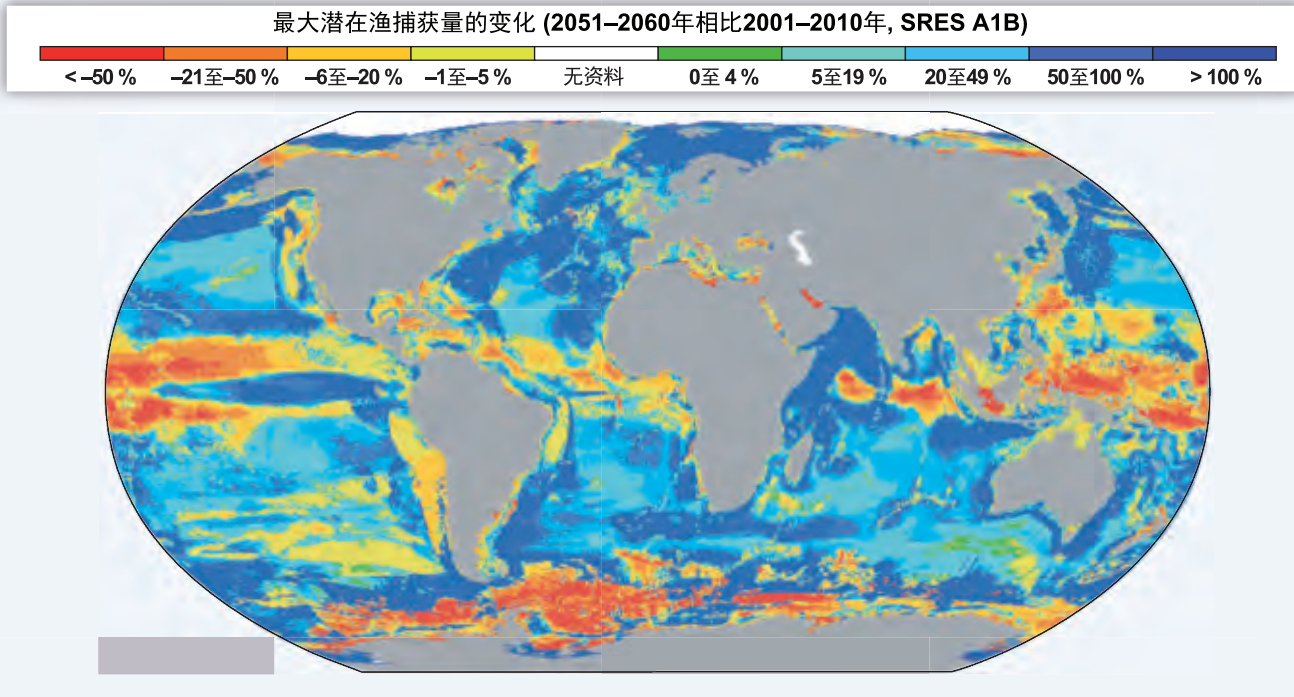 最大潜在渔捕获量的变化 (2051–2060年相比2001–2010年, SRES A1B)
< –50 % –21至–50 % –6至–20 % –1至–5 % 无资料 0至 4 % 5至19 % 20至49 % 50至100 % > 100 %